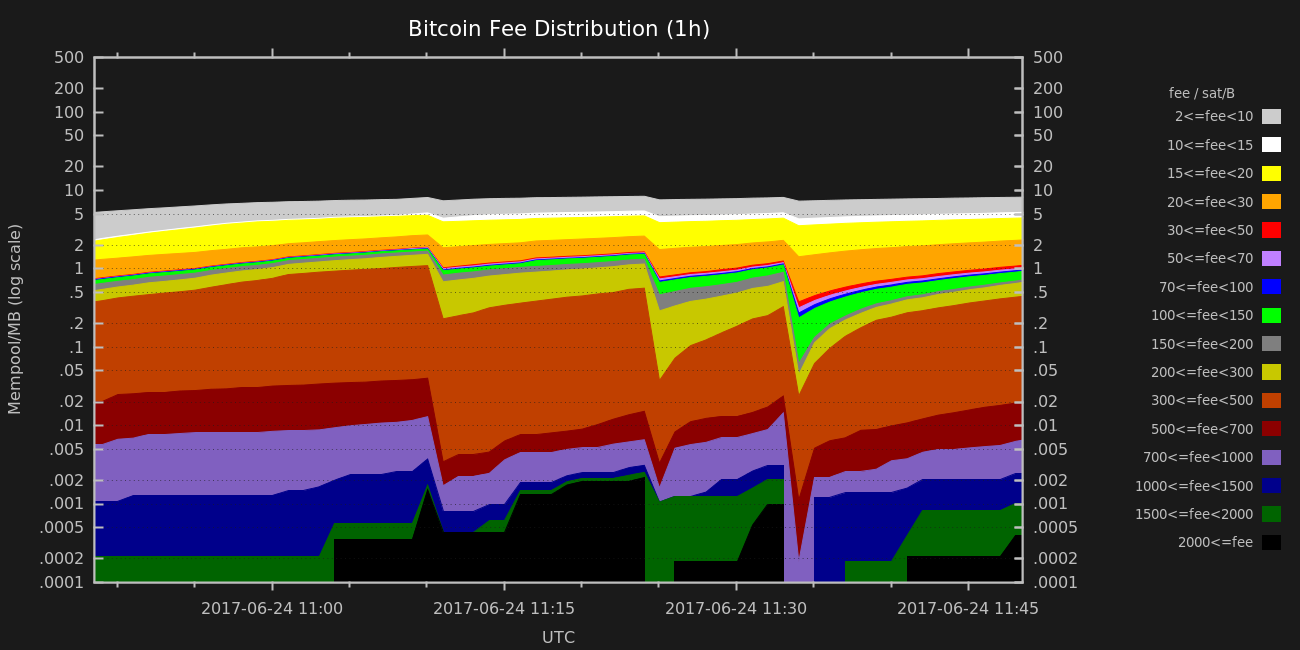 Bitcoin Fee Distribution (1h)
500 500
200 200
100 100
50 50
20 20
10 10
5 5
2 2
1 1
.5 .5
.2 .2
.1 .1
.05 .05
.02 .02
.01 .01
.005 .005
.002 .002
.001 .001
.0005 .0005
.0002 .0002
.0001 .0001
Mempool/MB (log scale)
2017-06-24 11:00 2017-06-24 11:15 2017-06-24 11:30 2017-06-24 11:45
UTC
fee / sat/B
2<=fee<10
10<=fee<15
15<=fee<20
20<=fee<30
30<=fee<50
50<=fee<70
70<=fee<100
100<=fee<150
150<=fee<200
200<=fee<300
300<=fee<500
500<=fee<700
700<=fee<1000
1000<=fee<1500
1500<=fee<2000
2000<=fee